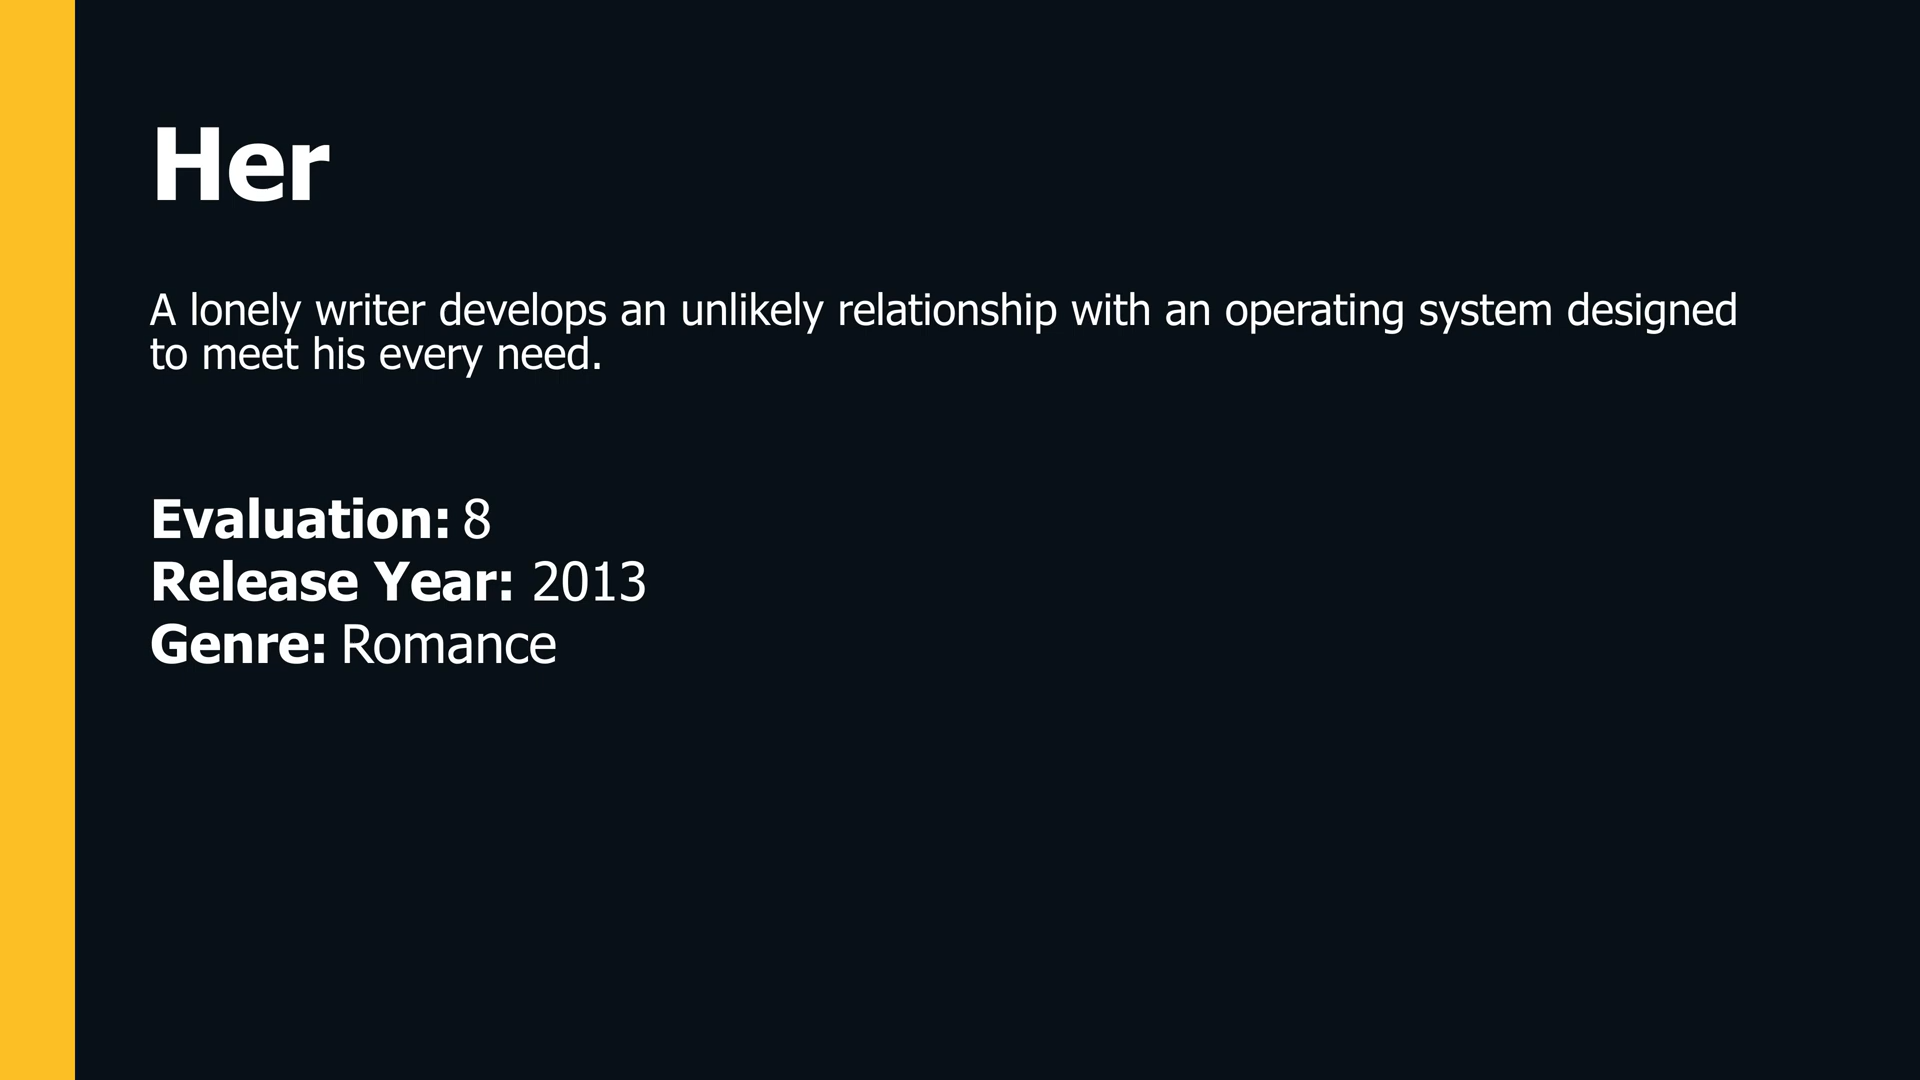 Her
A lonely writer develops an unlikely relationship with an operating system designed
to meet his every need.
Evaluation: 8
Release Year: 2013
Genre: Romance